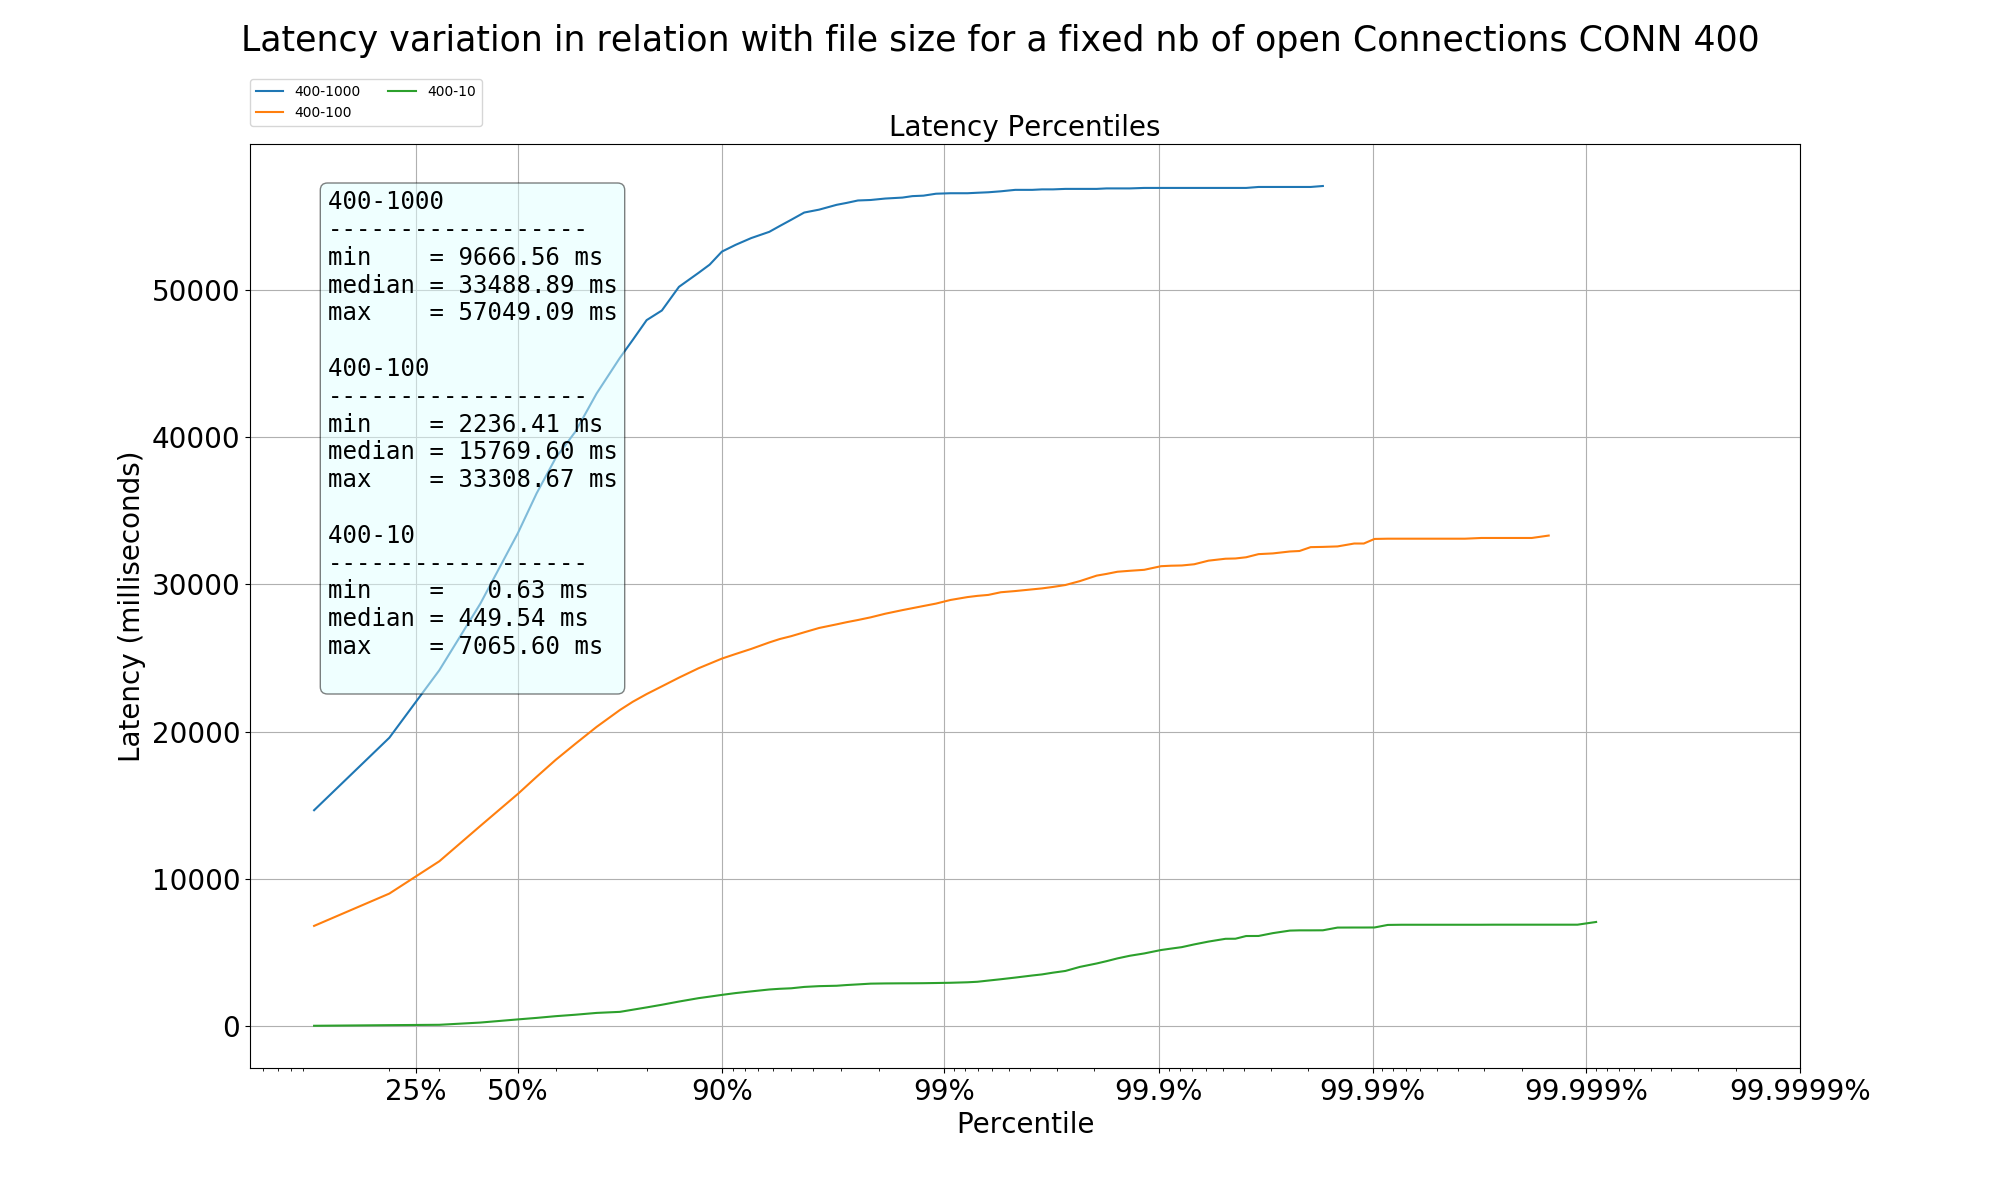 Latency variation in relation with file size for a fixed nb of open Connections CONN 400
400-1000
400-100
400-10
Latency Percentiles
400-1000
------------------
min    = 9666.56 ms
median = 33488.89 ms
max    = 57049.09 ms
400-100
------------------
min    = 2236.41 ms
median = 15769.60 ms
max    = 33308.67 ms
400-10
------------------
min    =   0.63 ms
median = 449.54 ms
max    = 7065.60 ms
50000
40000
30000
20000
10000
0
Latency (milliseconds)
25% 50% 90% 99% 99.9% 99.99% 99.999% 99.9999%
Percentile